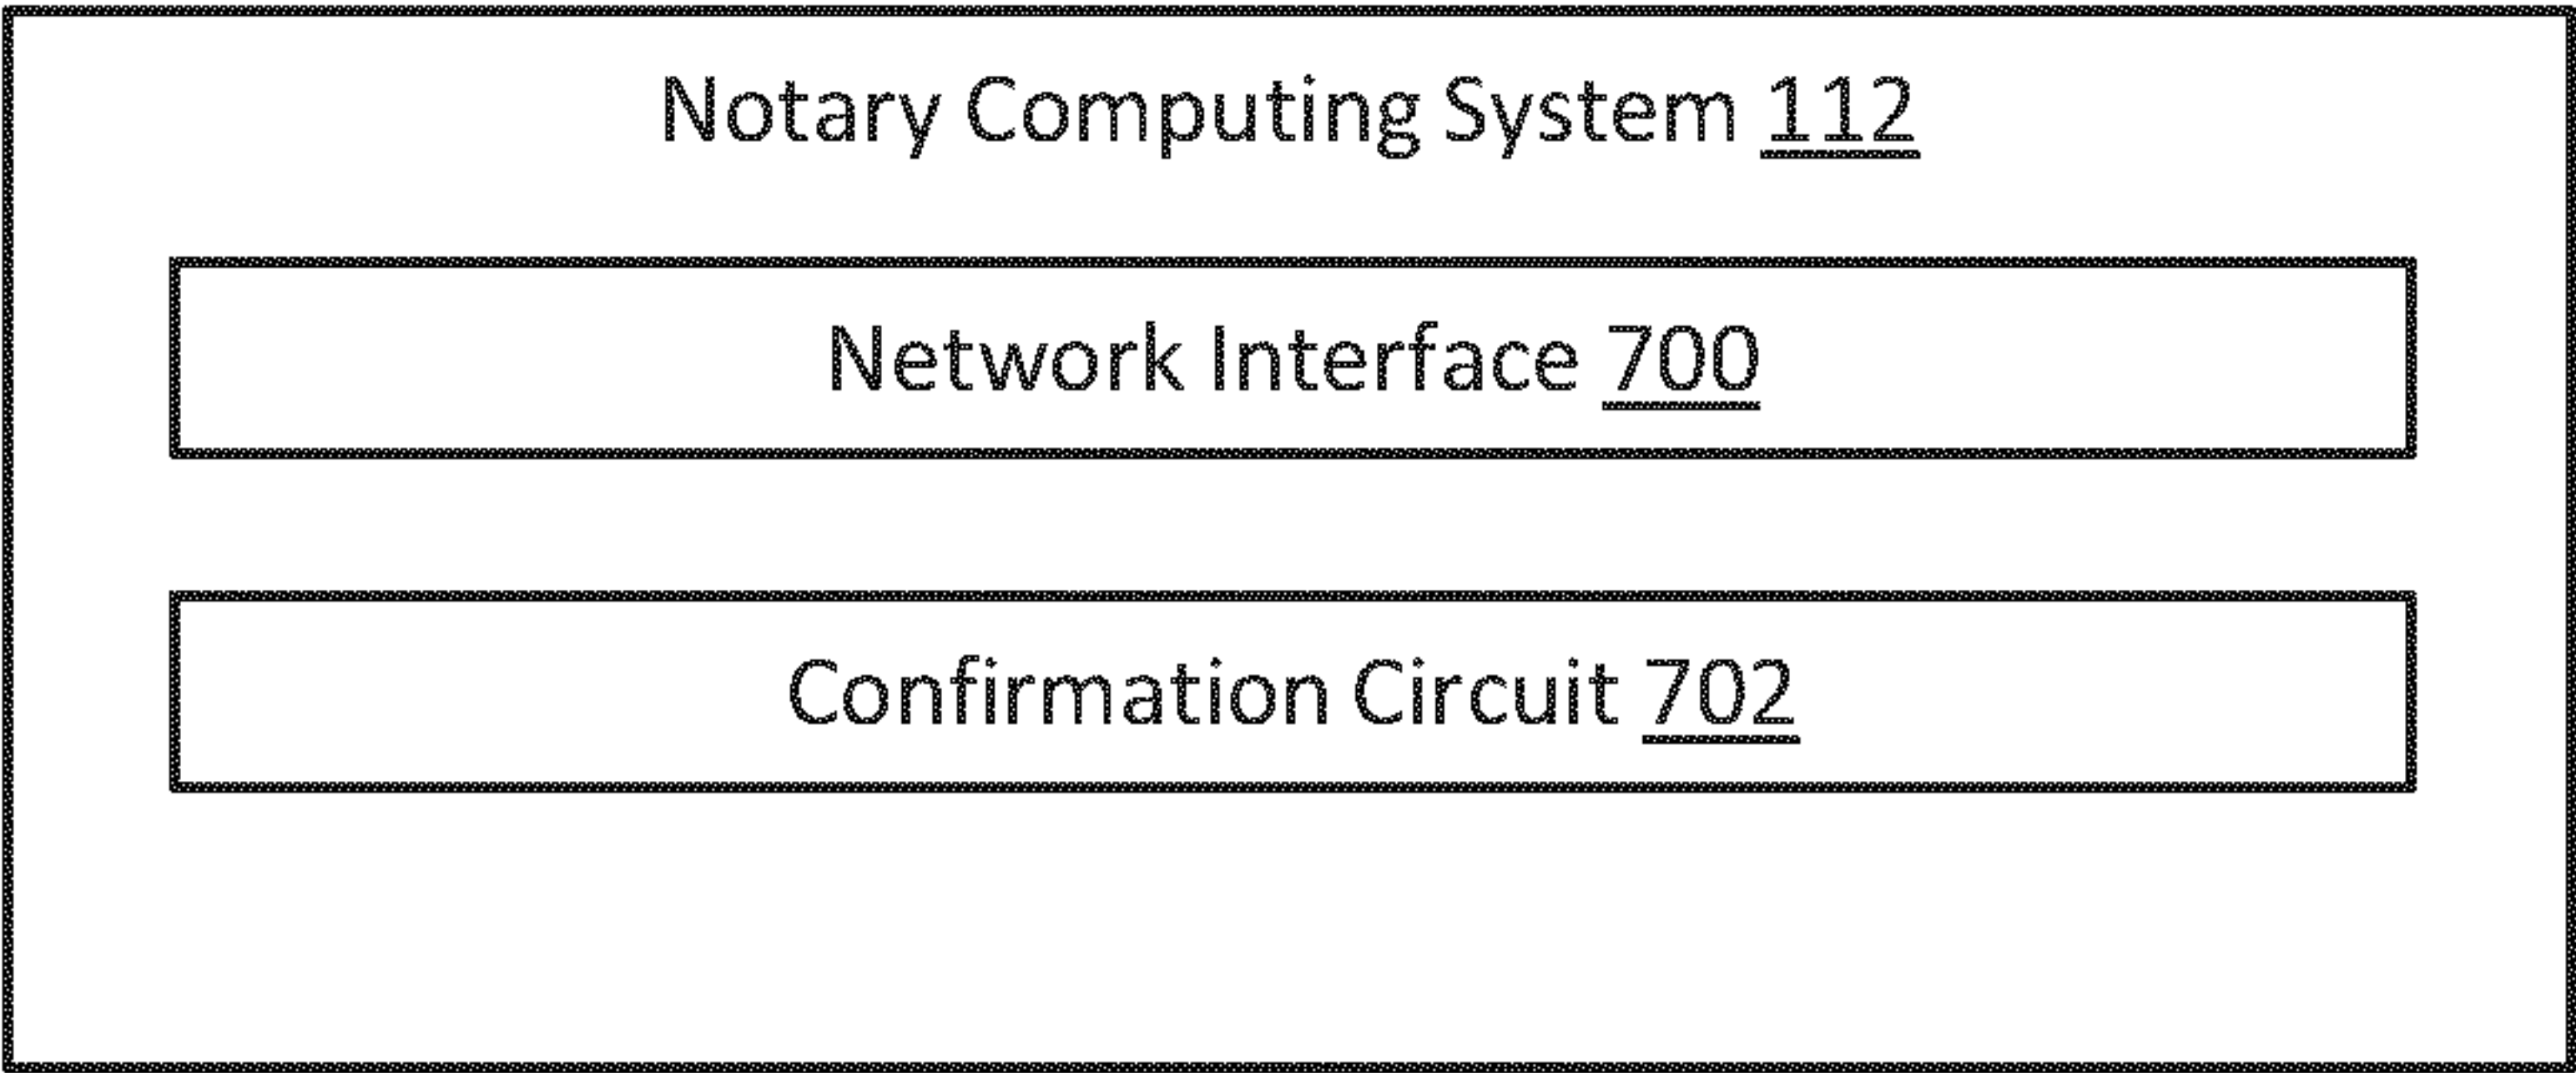 Notary Computing System 112
Network Interface 700
Confirmation Circuit 702